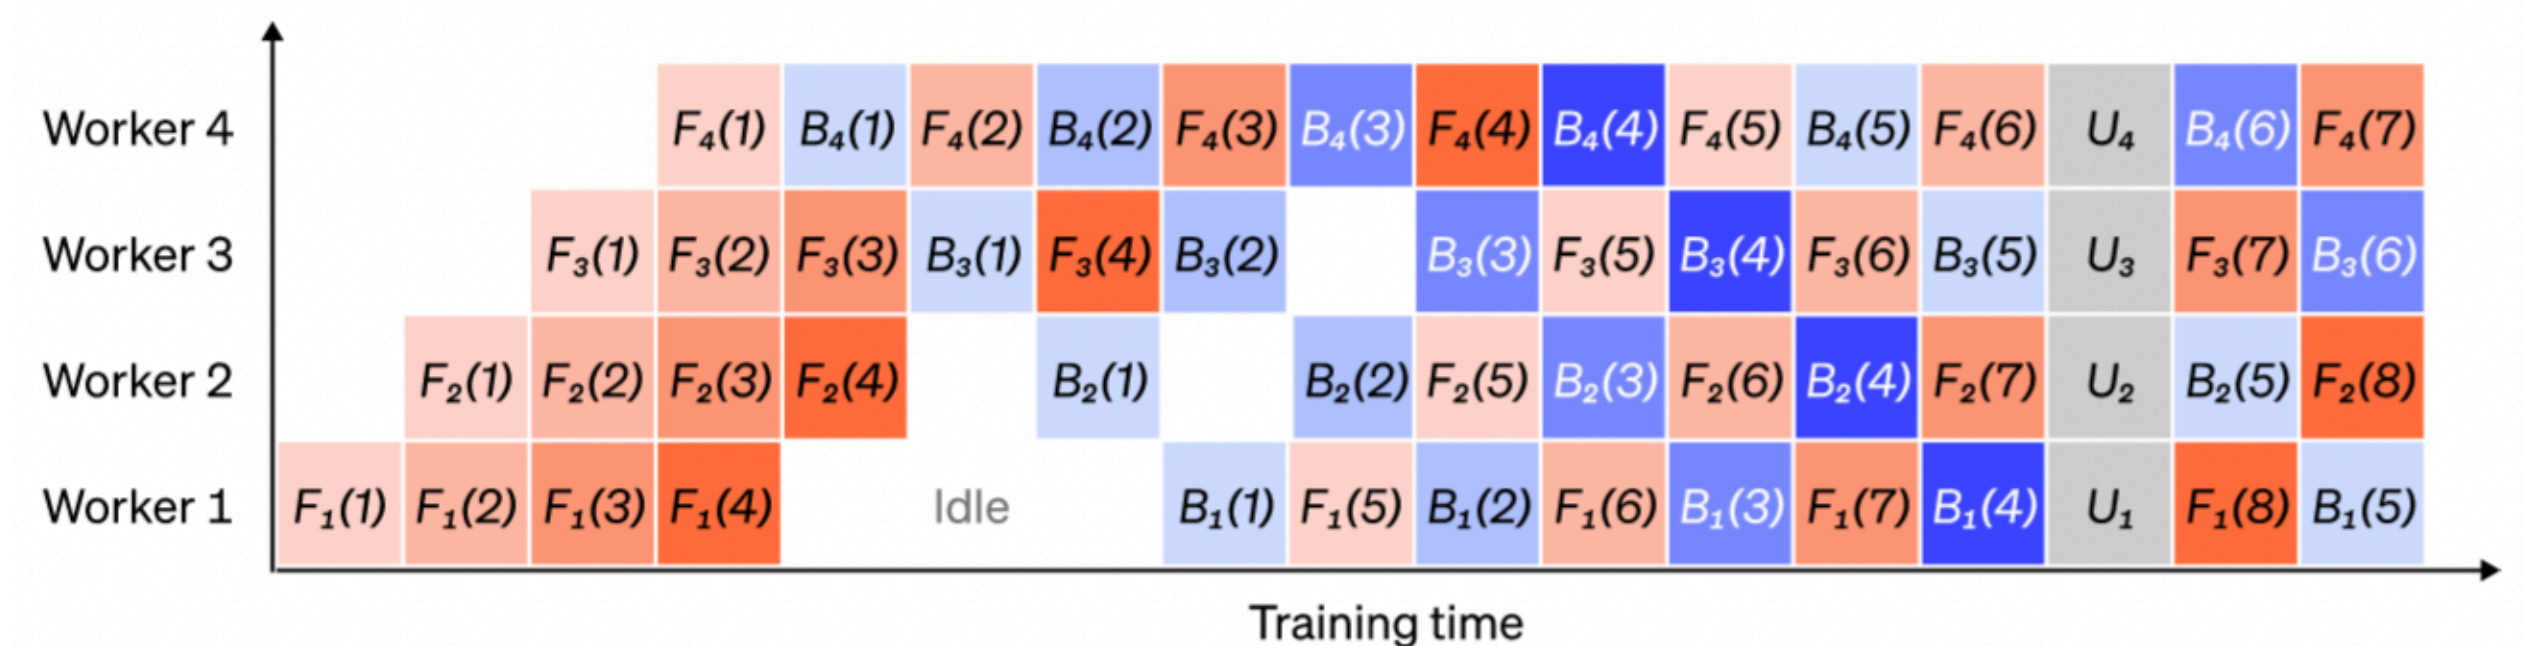 Worker 4 F₄(1) B₄(1) F₄(2) B₄(2) F₄(3) B₄(3) F₄(4) B₄(4) F₄(5) B₄(5) F₄(6) U₄ B₄(6) F₄(7)
Worker 3 F₃(1) F₃(2) F₃(3) B₃(1) F₃(4) B₃(2) B₃(3) F₃(5) B₃(4) F₃(6) B₃(5) U₃ F₃(7) B₃(6)
Worker 2 F₂(1) F₂(2) F₂(3) F₂(4) B₂(1) B₂(2) F₂(5) B₂(3) F₂(6) B₂(4) F₂(7) U₂ B₂(5) F₂(8)
Worker 1 F₁(1) F₁(2) F₁(3) F₁(4) Idle B₁(1) F₁(5) B₁(2) F₁(6) B₁(3) F₁(7) B₁(4) U₁ F₁(8) B₁(5)
Training time